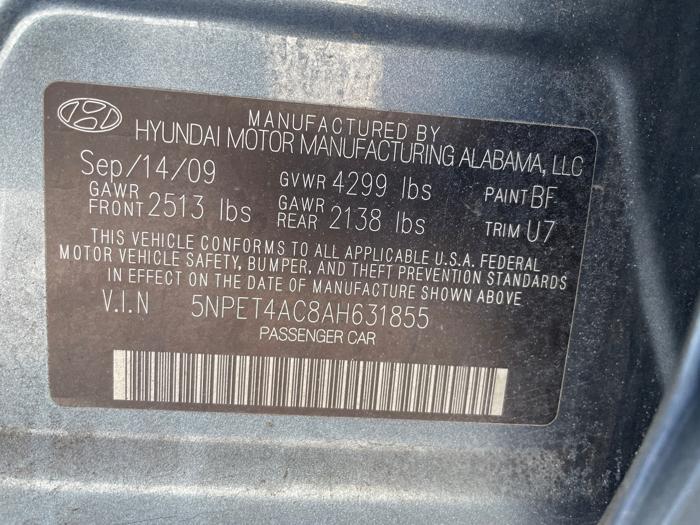 MANUFACTURED BY
HYUNDAI MOTOR MANUFACTURING ALABAMA, LLC
Sep/14/09 GVWR 4299 lbs PAINT BF
GAWR FRONT 2513 lbs GAWR REAR 2138 lbs TRIM U7
THIS VEHICLE CONFORMS TO ALL APPLICABLE U.S.A. FEDERAL
MOTOR VEHICLE SAFETY, BUMPER, AND THEFT PREVENTION STANDARDS
IN EFFECT ON THE DATE OF MANUFACTURE SHOWN ABOVE
V.I.N 5NPET4AC8AH631855
PASSENGER CAR